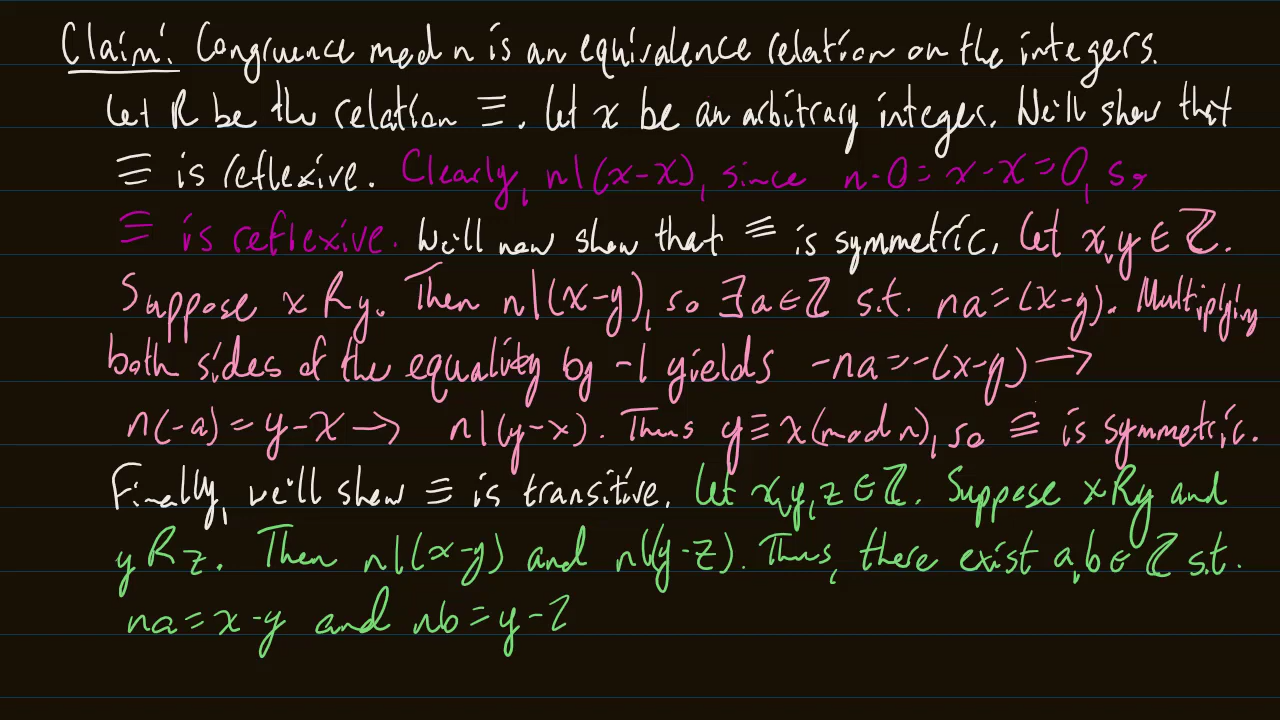 Claim: Congruence mod n is an equivalence relation on the integers.
Let R be the relation ≡. Let x be an arbitrary integer. We'll show that
≡ is reflexive. Clearly, n|(x-x), since n·0=x-x=0, so
≡ is reflexive. We'll now show that ≡ is symmetric. Let x,y ∈ ℤ.
Suppose x R y. Then n|(x-y), so ∃a∈ℤ s.t. na=(x-y). Multiplying
both sides of the equality by -1 yields -na=-(x-y)→
n(-a)=y-x→ n|(y-x). Thus y≡x(mod n), so ≡ is symmetric.
Finally, we'll show ≡ is transitive. Let x,y,z ∈ ℤ. Suppose xRy and
yRz. Then n|(x-y) and n|(y-z). Thus, there exist a,b∈ℤ s.t.
na=x-y and nb=y-z